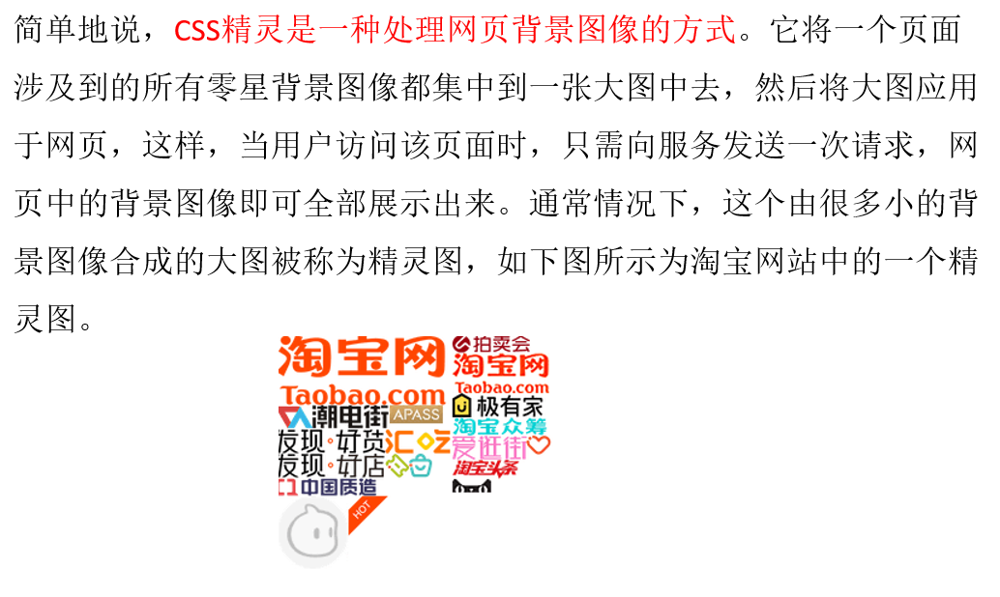 简单地说，CSS精灵是一种处理网页背景图像的方式。它将一个页面
涉及到的所有零星背景图像都集中到一张大图中去，然后将大图应用
于网页，这样，当用户访问该页面时，只需向服务发送一次请求，网
页中的背景图像即可全部展示出来。通常情况下，这个由很多小的背
景图像合成的大图被称为精灵图，如下图所示为淘宝网站中的一个精
灵图。
淘宝网
Taobao.com
拍卖会
淘宝网
Taobao.com
潮电街 APASS
极有家
淘宝众筹
发现·好货 汇吃
爱逛街
发现·好店
淘宝头条
中国质造
HOT